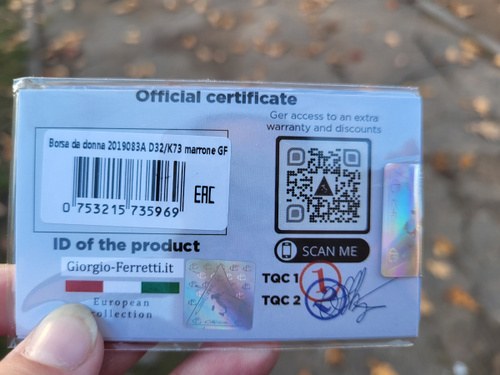 Official certificate
Ger access to an extra
warranty and discounts
Borsa da donna 2019083A D32/K73 marrone GF
0 753215 735969
EAC
ID of the product
SCAN ME
Giorgio-Ferretti.it
European
collection
TQC 1
1
TQC 2